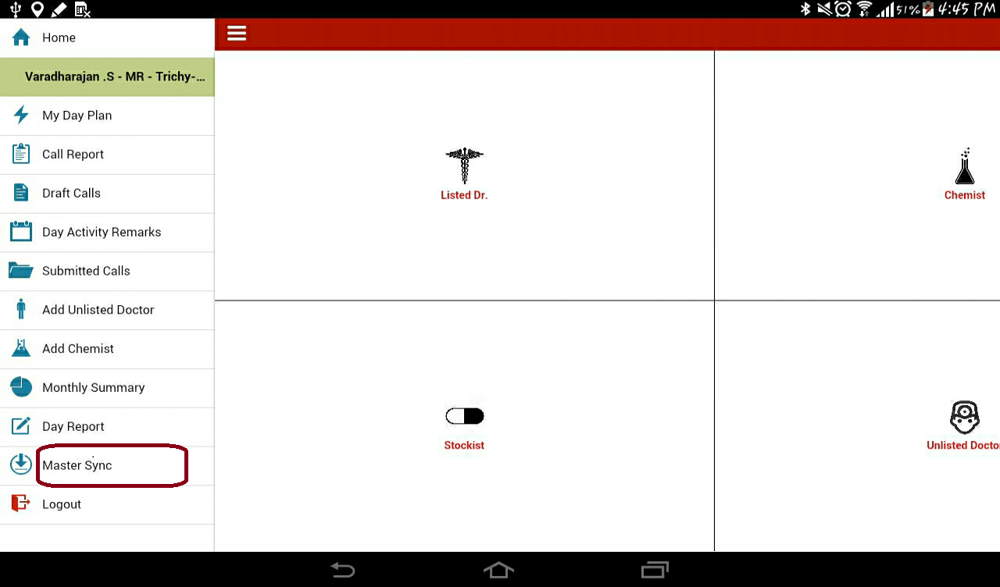 51% 4:45 PM
Home
Varadharajan .S - MR - Trichy-...
My Day Plan
Call Report
Draft Calls
Day Activity Remarks
Submitted Calls
Add Unlisted Doctor
Add Chemist
Monthly Summary
Day Report
Master Sync
Logout
Listed Dr.
Chemist
Stockist
Unlisted Docto